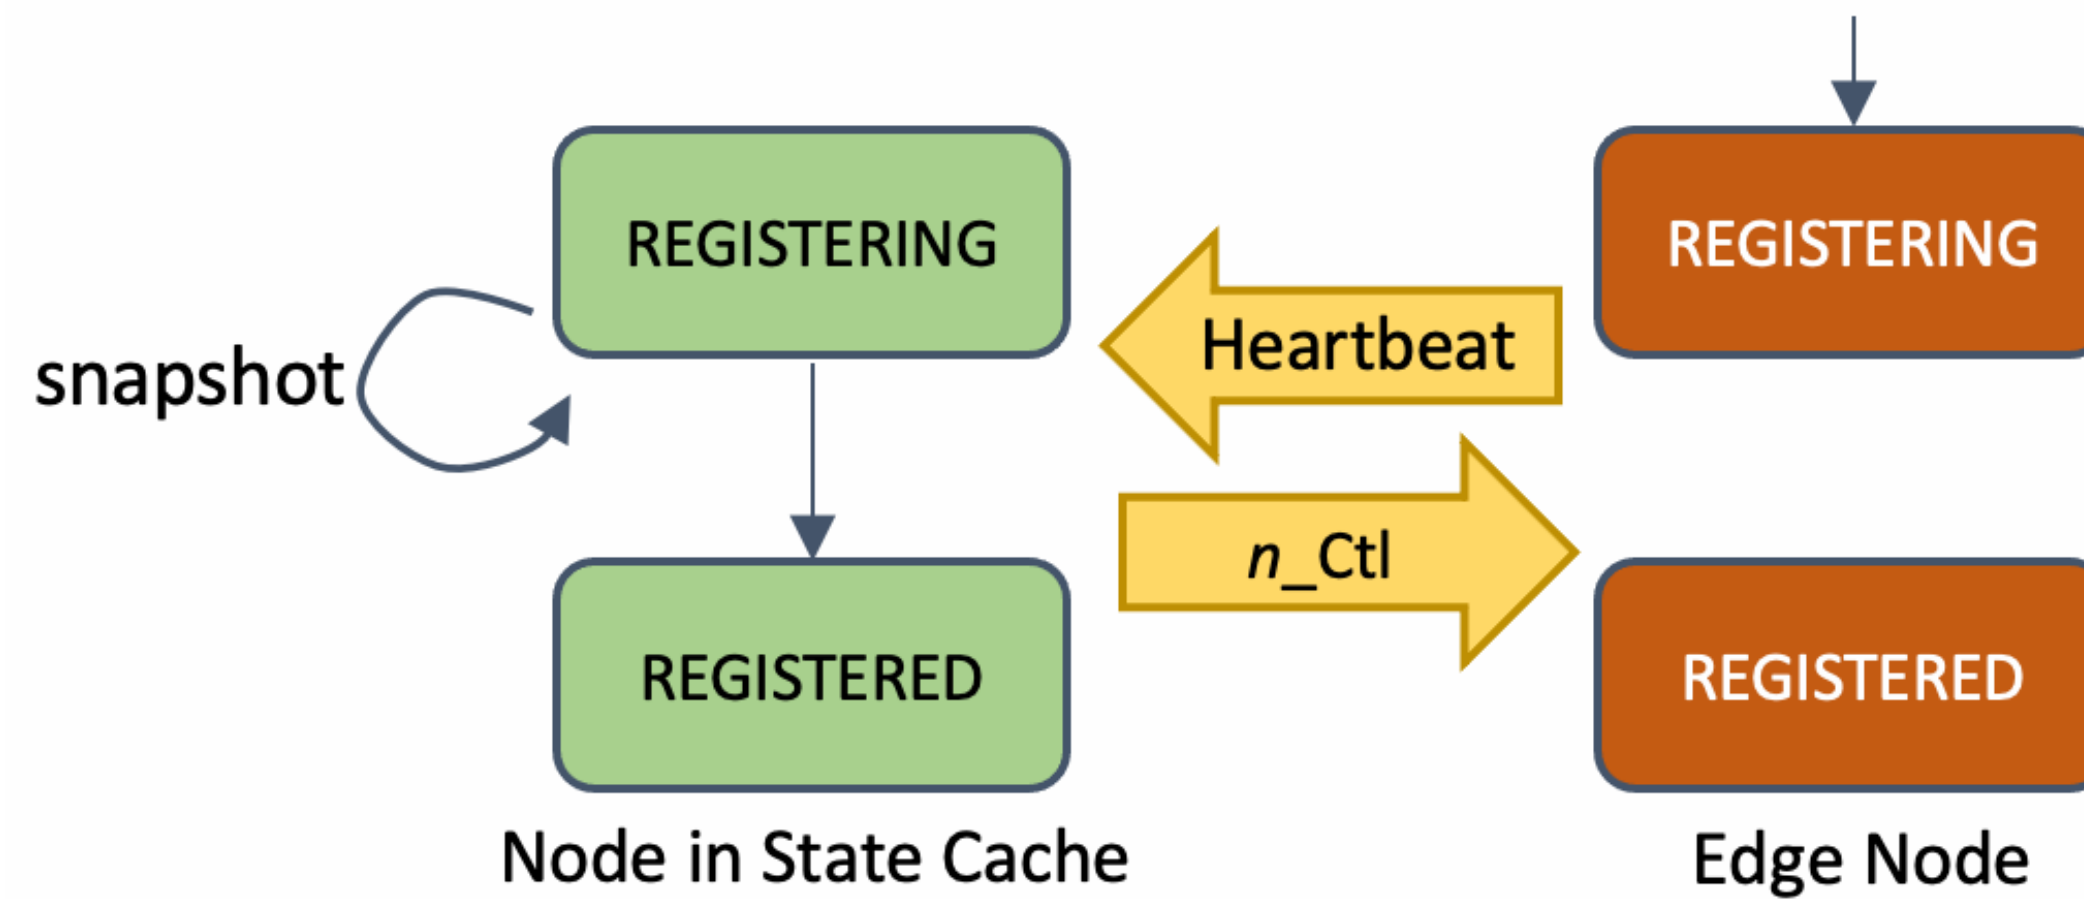 REGISTERING
REGISTERING
Heartbeat
snapshot
n_Ctl
REGISTERED
REGISTERED
Node in State Cache
Edge Node